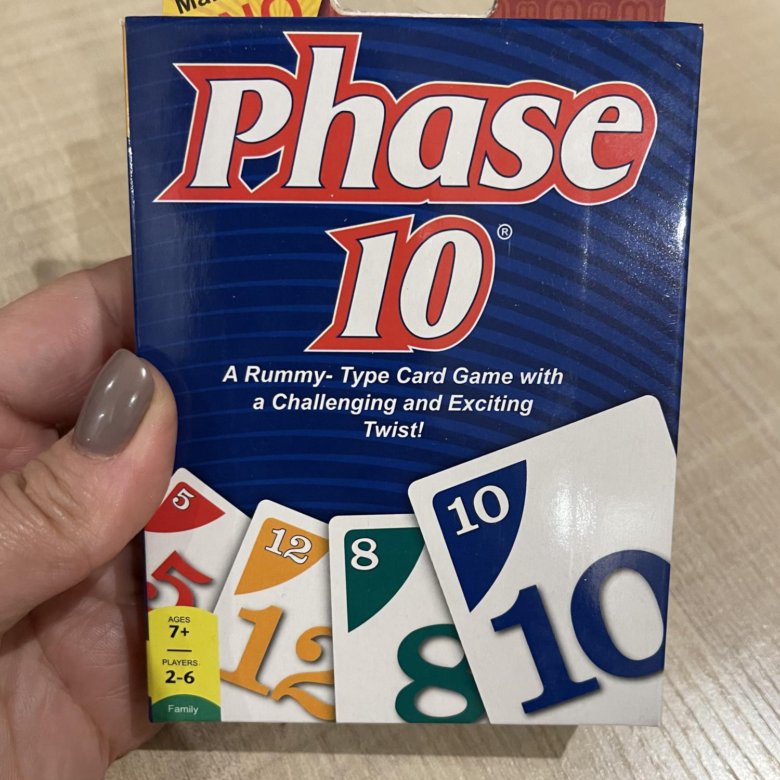 Phase
10®
A Rummy- Type Card Game with
a Challenging and Exciting
Twist!
5
12
8
10
5
12
8
10
AGES
7+
PLAYERS
2-6
Family